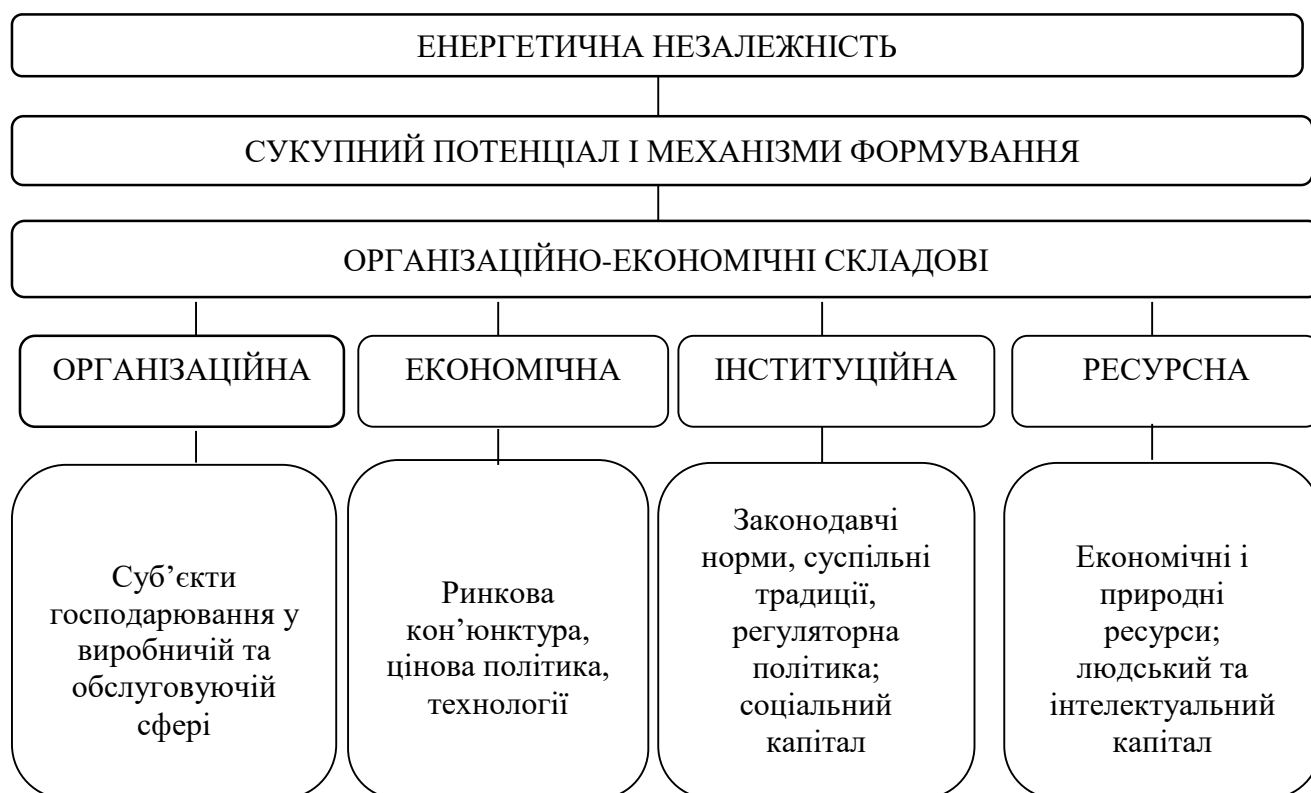 ЕНЕРГЕТИЧНА НЕЗАЛЕЖНІСТЬ
СУКУПНИЙ ПОТЕНЦІАЛ І МЕХАНІЗМИ ФОРМУВАННЯ
ОРГАНІЗАЦІЙНО-ЕКОНОМІЧНІ СКЛАДОВІ
ОРГАНІЗАЦІЙНА
ЕКОНОМІЧНА
ІНСТИТУЦІЙНА
РЕСУРСНА
Суб’єкти
господарювання у
виробничій та
обслуговуючій
сфері
Ринкова
кон’юнктура,
цінова політика,
технології
Законодавчі
норми, суспільні
традиції,
регуляторна
політика;
соціальний
капітал
Економічні і
природні
ресурси;
людський та
інтелектуальний
капітал